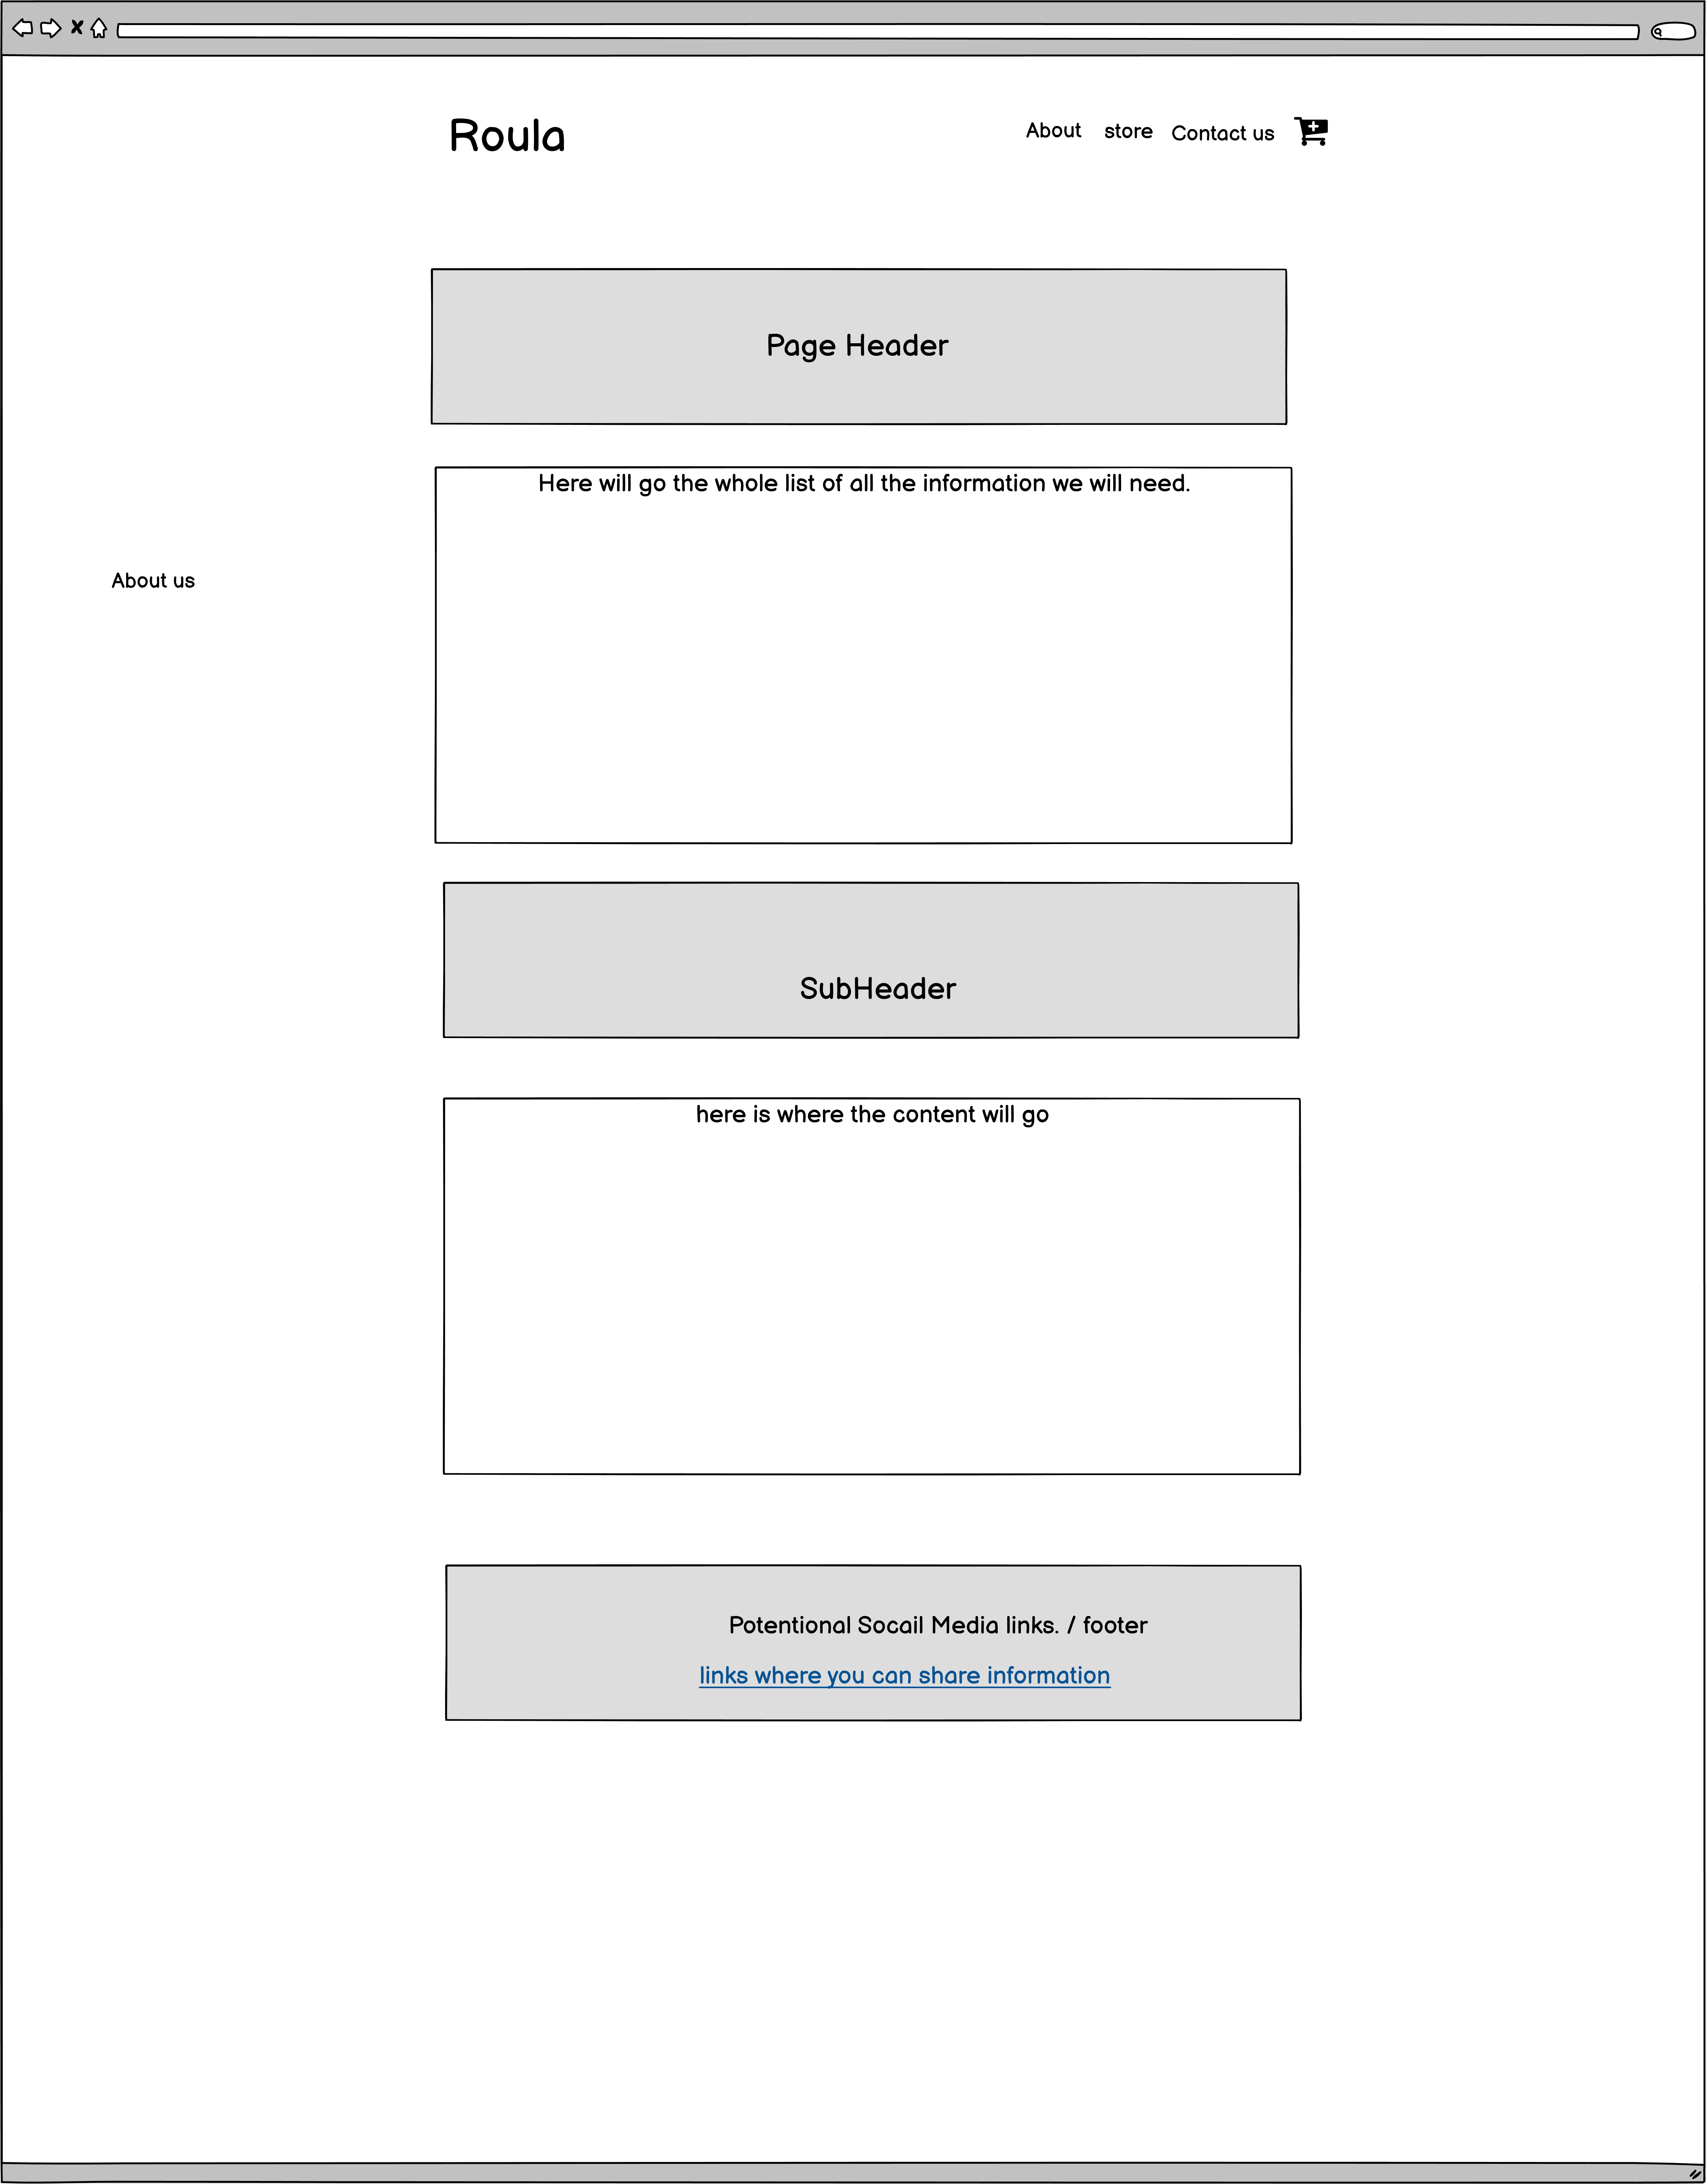 Roula
About store Contact us
Page Header
Here will go the whole list of all the information we will need.
About us
SubHeader
here is where the content will go
Potentional Socail Media links. / footer
links where you can share information